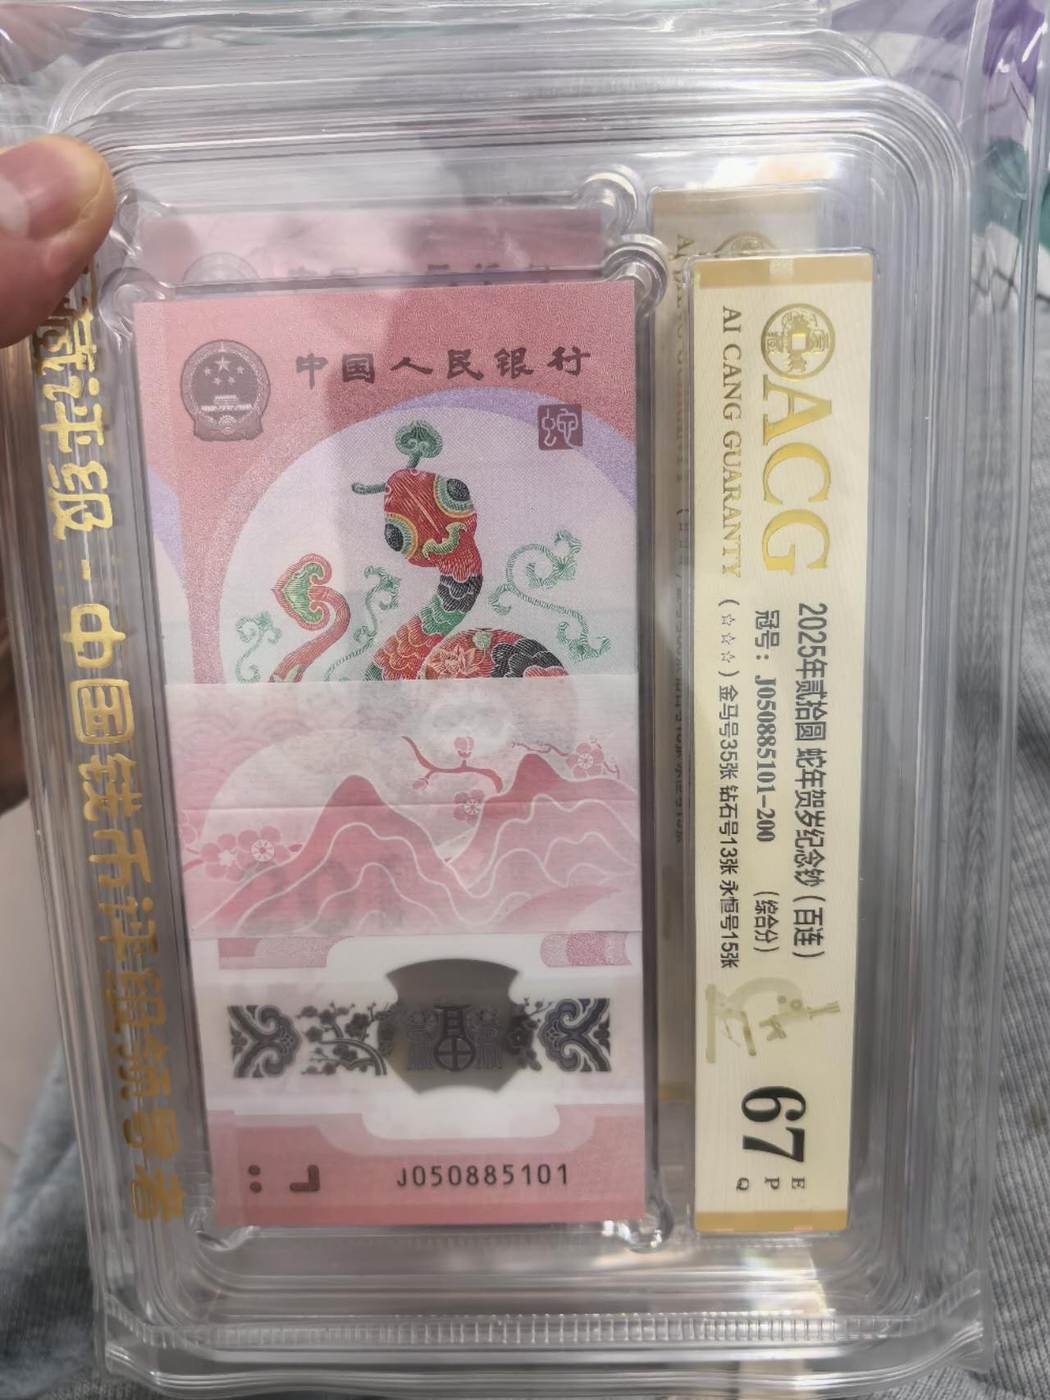 中国人民银行
蛇
J050885101
藏评级-中国钱币评级领导者
ACG
AI CANG GUARANTY
2025年贰拾圆 蛇年贺岁纪念钞（百连）
冠号：J050885101-200 （综合分）
（☆☆☆）金马号35张 钻石号13张 永恒号15张
67
E
P
Q